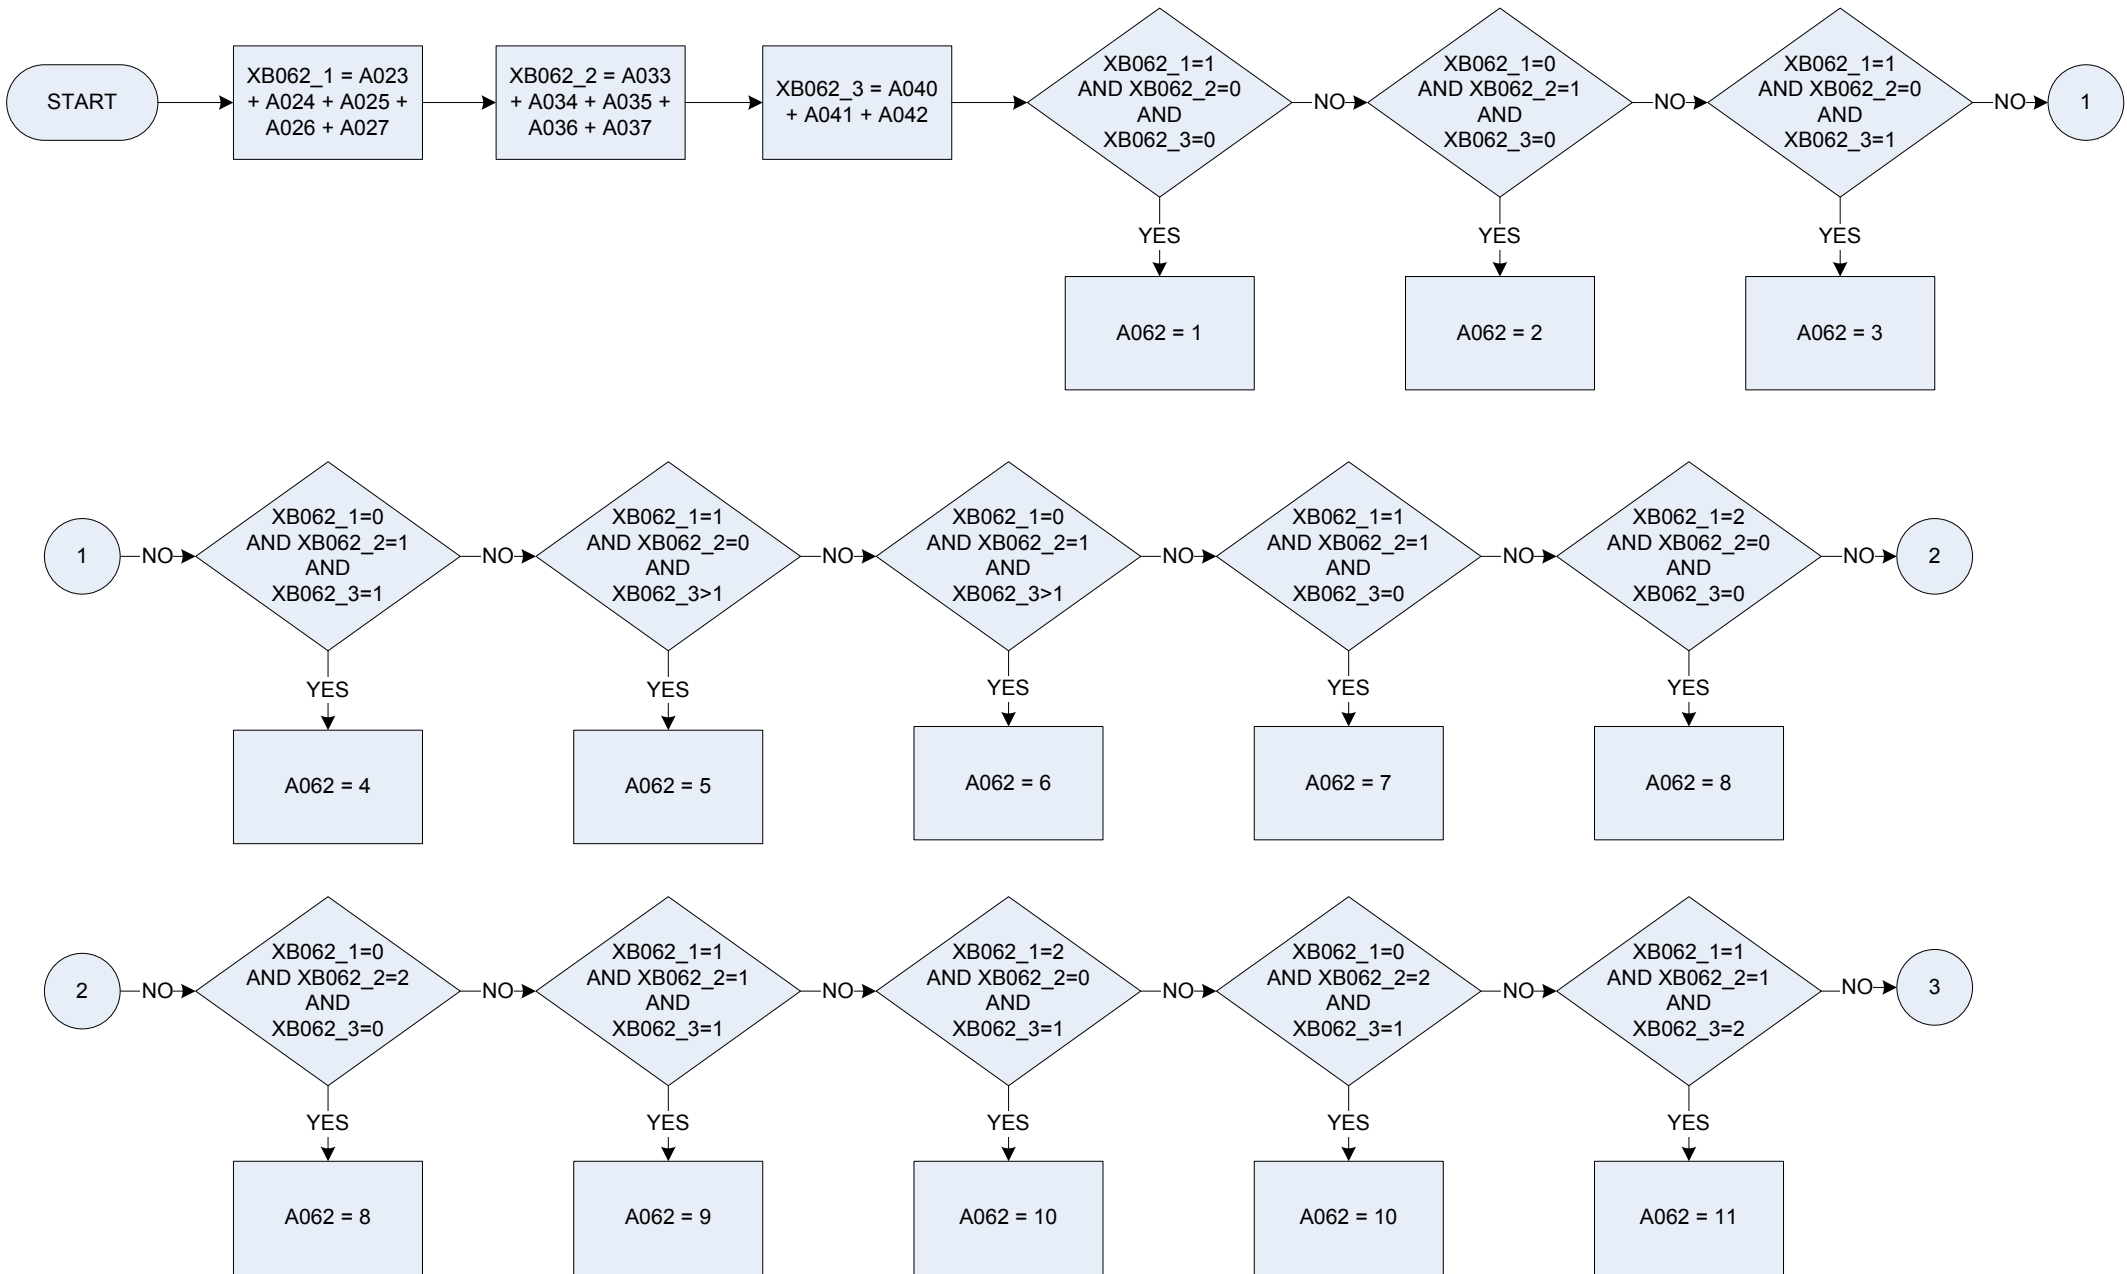 START
XB062_1 = A023
+ A024 + A025 +
A026 + A027
XB062_2 = A033
+ A034 + A035 +
A036 + A037
XB062_3 = A040
+ A041 + A042
XB062_1=1
AND XB062_2=0
AND
XB062_3=0
NO
XB062_1=0
AND XB062_2=1
AND
XB062_3=0
NO
XB062_1=1
AND XB062_2=0
AND
XB062_3=1
NO
1
YES
YES
YES
A062 = 1
A062 = 2
A062 = 3
1
NO
XB062_1=0
AND XB062_2=1
AND
XB062_3=1
NO
XB062_1=1
AND XB062_2=0
AND
XB062_3>1
NO
XB062_1=0
AND XB062_2=1
AND
XB062_3>1
NO
XB062_1=1
AND XB062_2=1
AND
XB062_3=0
NO
XB062_1=2
AND XB062_2=0
AND
XB062_3=0
NO
2
YES
YES
YES
YES
YES
A062 = 4
A062 = 5
A062 = 6
A062 = 7
A062 = 8
2
NO
XB062_1=0
AND XB062_2=2
AND
XB062_3=0
NO
XB062_1=1
AND XB062_2=1
AND
XB062_3=1
NO
XB062_1=2
AND XB062_2=0
AND
XB062_3=1
NO
XB062_1=0
AND XB062_2=2
AND
XB062_3=1
NO
XB062_1=1
AND XB062_2=1
AND
XB062_3=2
NO
3
YES
YES
YES
YES
YES
A062 = 8
A062 = 9
A062 = 10
A062 = 10
A062 = 11